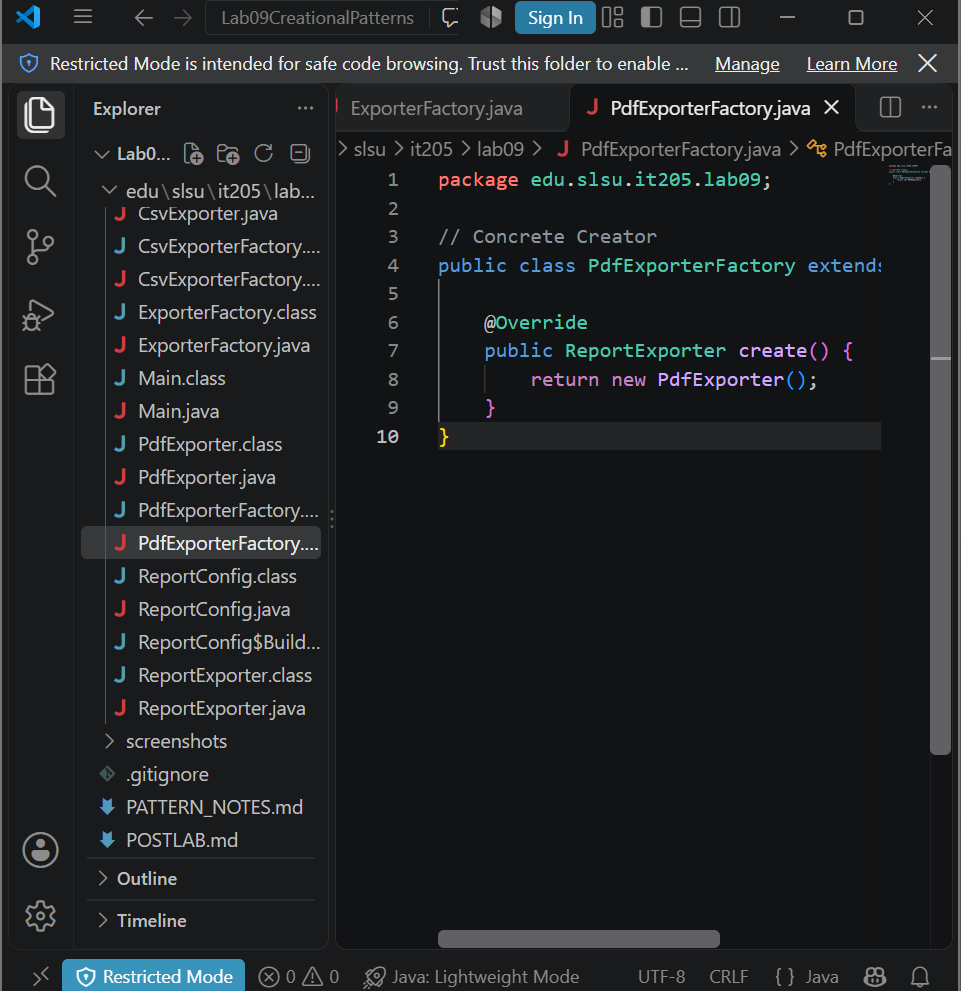 Lab09CreationalPatterns
Sign In
Restricted Mode is intended for safe code browsing. Trust this folder to enable ... Manage Learn More
Explorer
Lab0...
edu\slsu\it205\lab...
CsvExporter.java
CsvExporterFactory....
CsvExporterFactory....
ExporterFactory.class
ExporterFactory.java
Main.class
Main.java
PdfExporter.class
PdfExporter.java
PdfExporterFactory....
PdfExporterFactory....
ReportConfig.class
ReportConfig.java
ReportConfig$Build...
ReportExporter.class
ReportExporter.java
screenshots
.gitignore
PATTERN_NOTES.md
POSTLAB.md
Outline
Timeline
ExporterFactory.java
J PdfExporterFactory.java
> slsu > it205 > lab09 > J PdfExporterFactory.java > PdfExporterFa
1 package edu.slsu.it205.lab09;
2
3 // Concrete Creator
4 public class PdfExporterFactory extends
5
6 @Override
7 public ReportExporter create() {
8 return new PdfExporter();
9 }
10 }
Restricted Mode 0 0 Java: Lightweight Mode UTF-8 CRLF { } Java